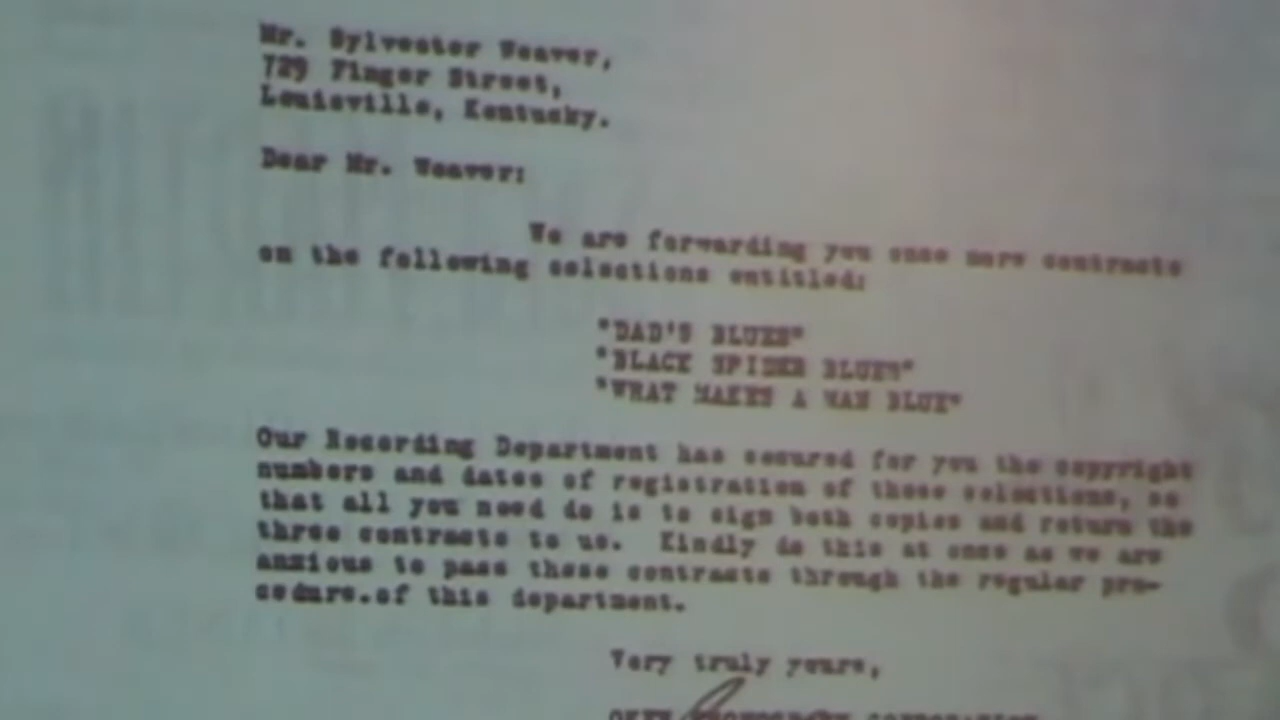 Mr. Sylvester Weaver,
729 Finger Street,
Louisville, Kentucky.
Dear Mr. Weaver:
We are forwarding you once more contracts
on the following selections entitled:
"DAD'S BLUES"
"BLACK SPIDER BLUES"
"WHAT MAKES A MAN BLUE"
Our Recording Department has secured for you the copyright
numbers and dates of registration of these selections, so
that all you need do is to sign both copies and return the
three contracts to us. Kindly do this at once as we are
anxious to pass these contracts through the regular pro-
cedure.of this department.
Very truly yours,